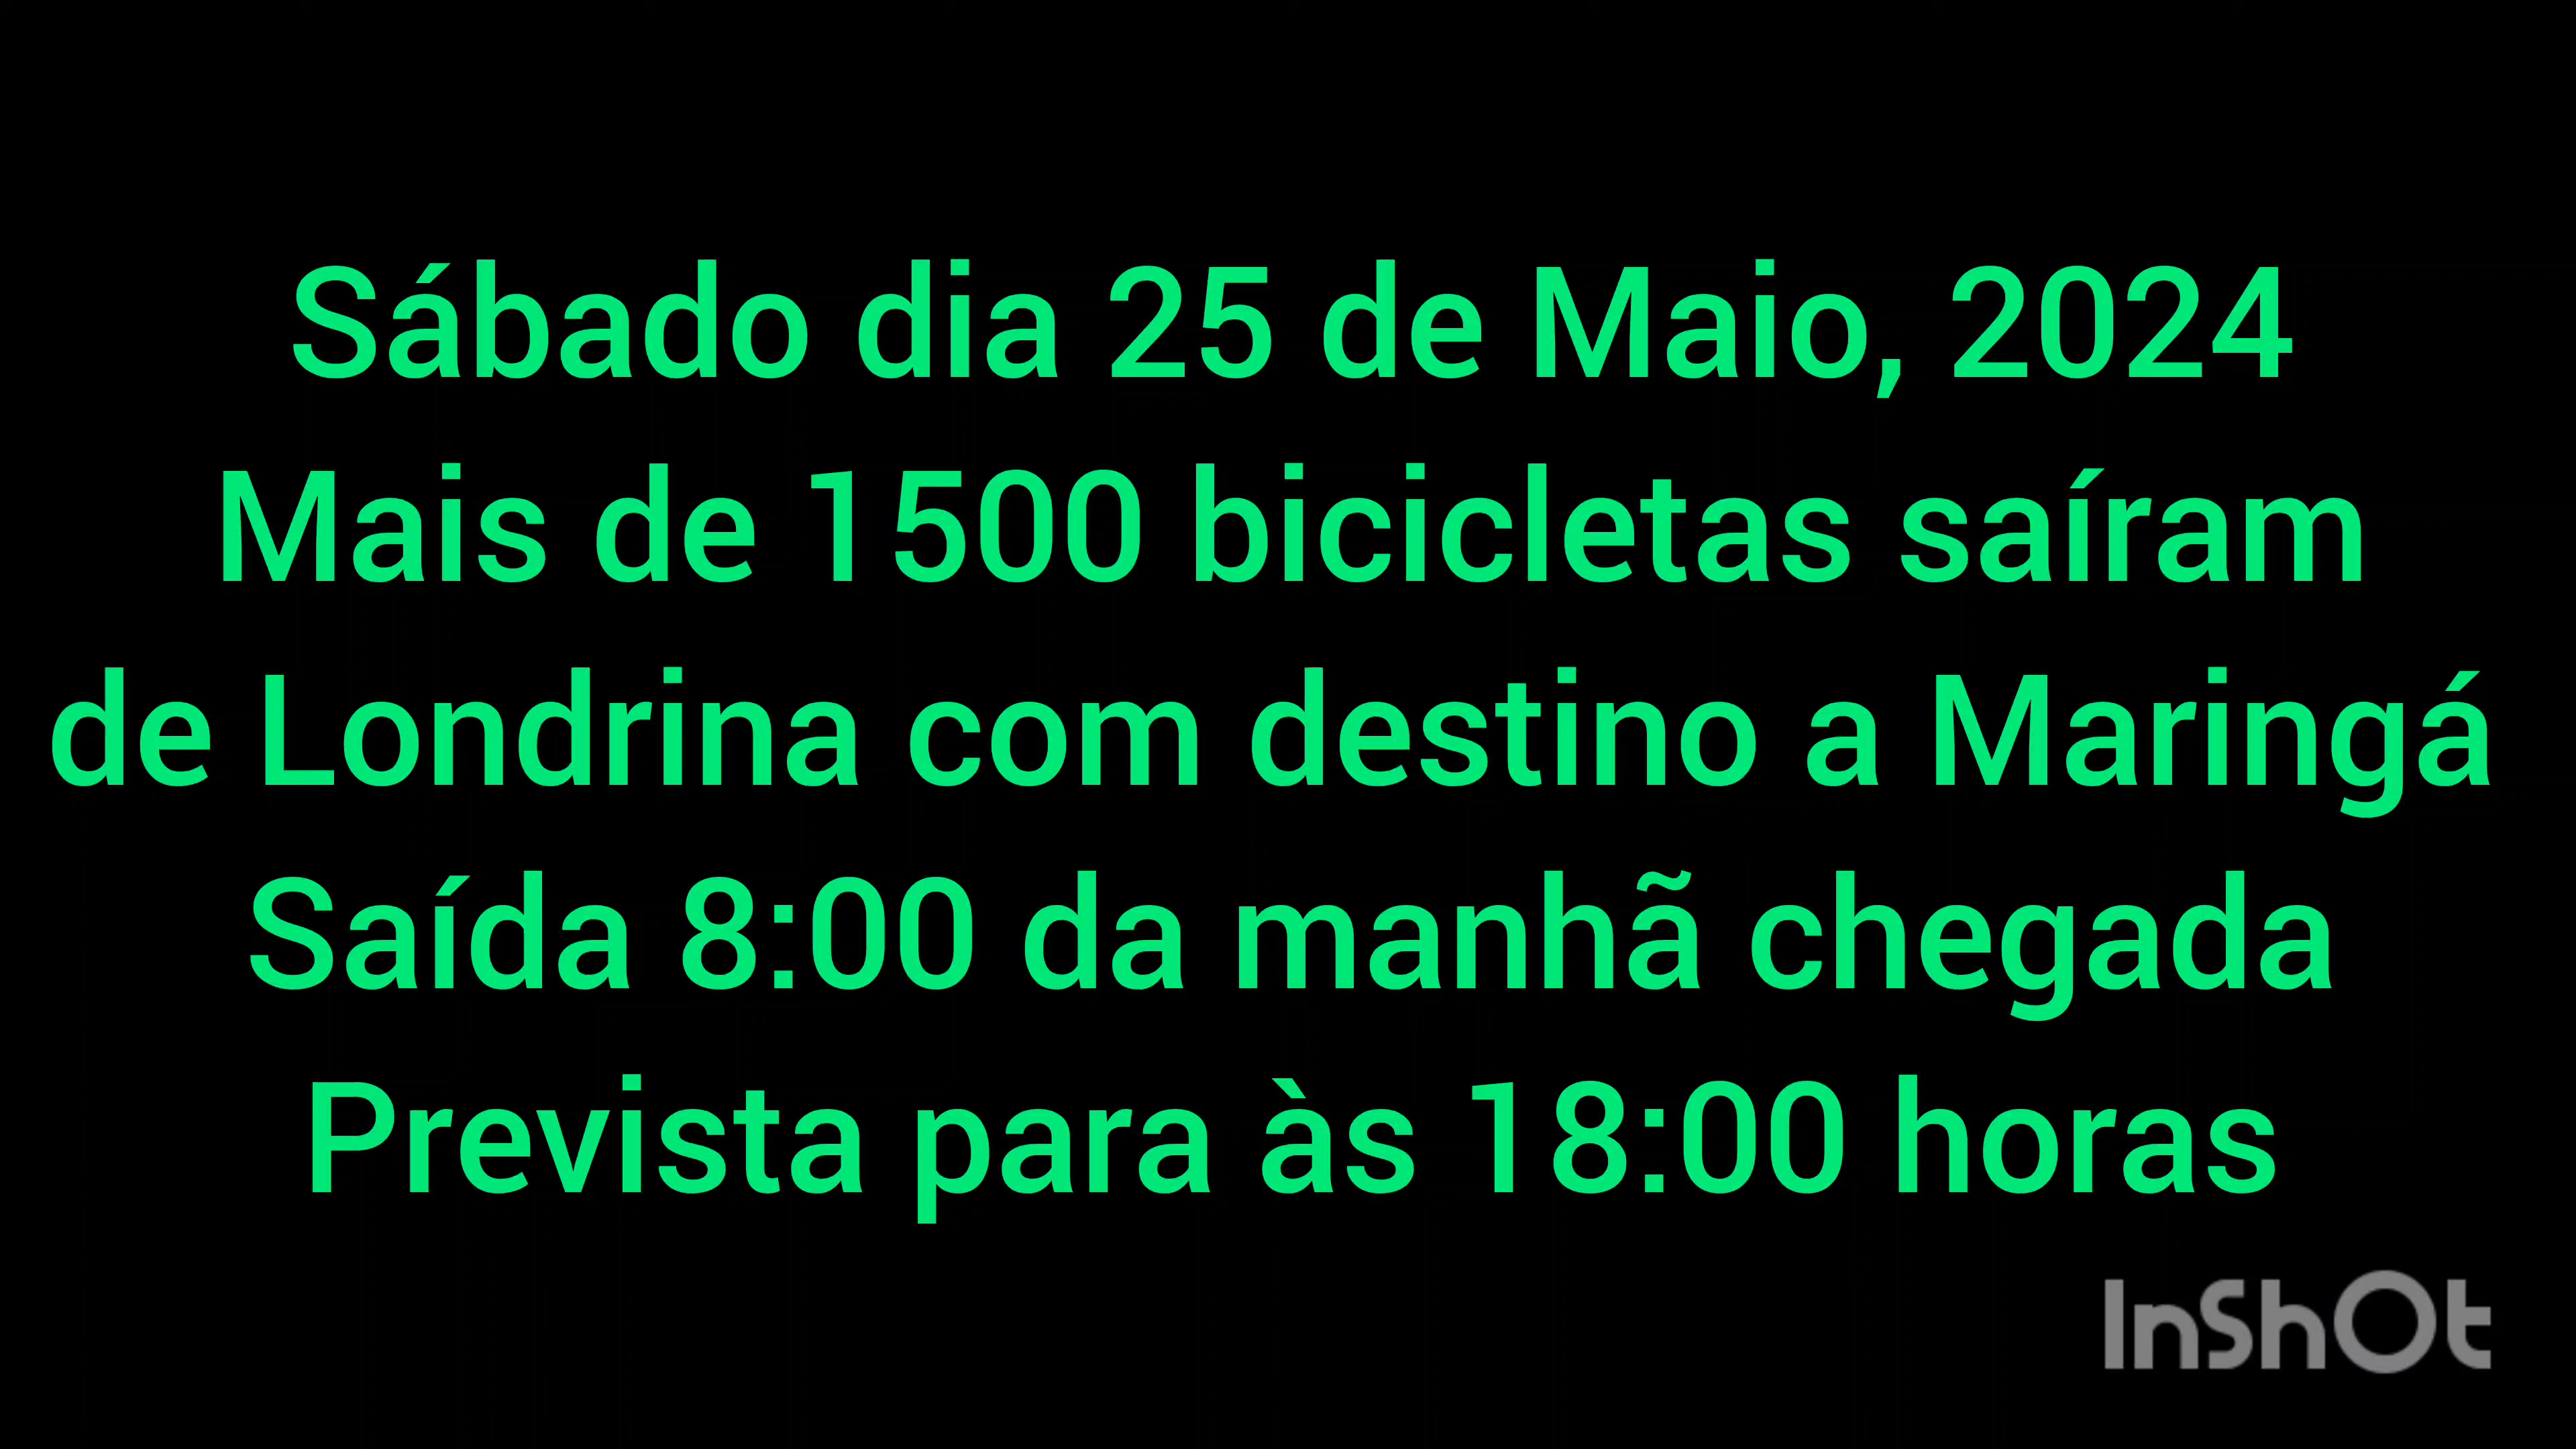 Sábado dia 25 de Maio, 2024
Mais de 1500 bicicletas saíram
de Londrina com destino a Maringá
Saída 8:00 da manhã chegada
Prevista para às 18:00 horas
InShOt